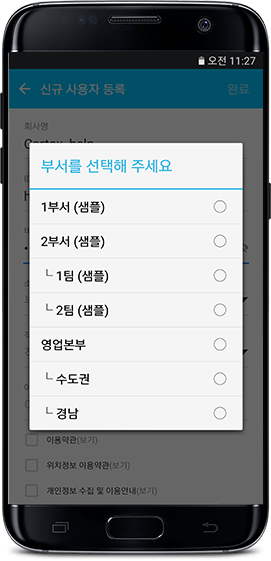 오전 11:27
← 신규 사용자 등록 완료
회사명
부서를 선택해 주세요
1부서 (샘플)
2부서 (샘플)
└ 1팀 (샘플)
└ 2팀 (샘플)
영업본부
└ 수도권
└ 경남
이용약관(보기)
위치정보 이용약관(보기)
개인정보 수집 및 이용안내(보기)